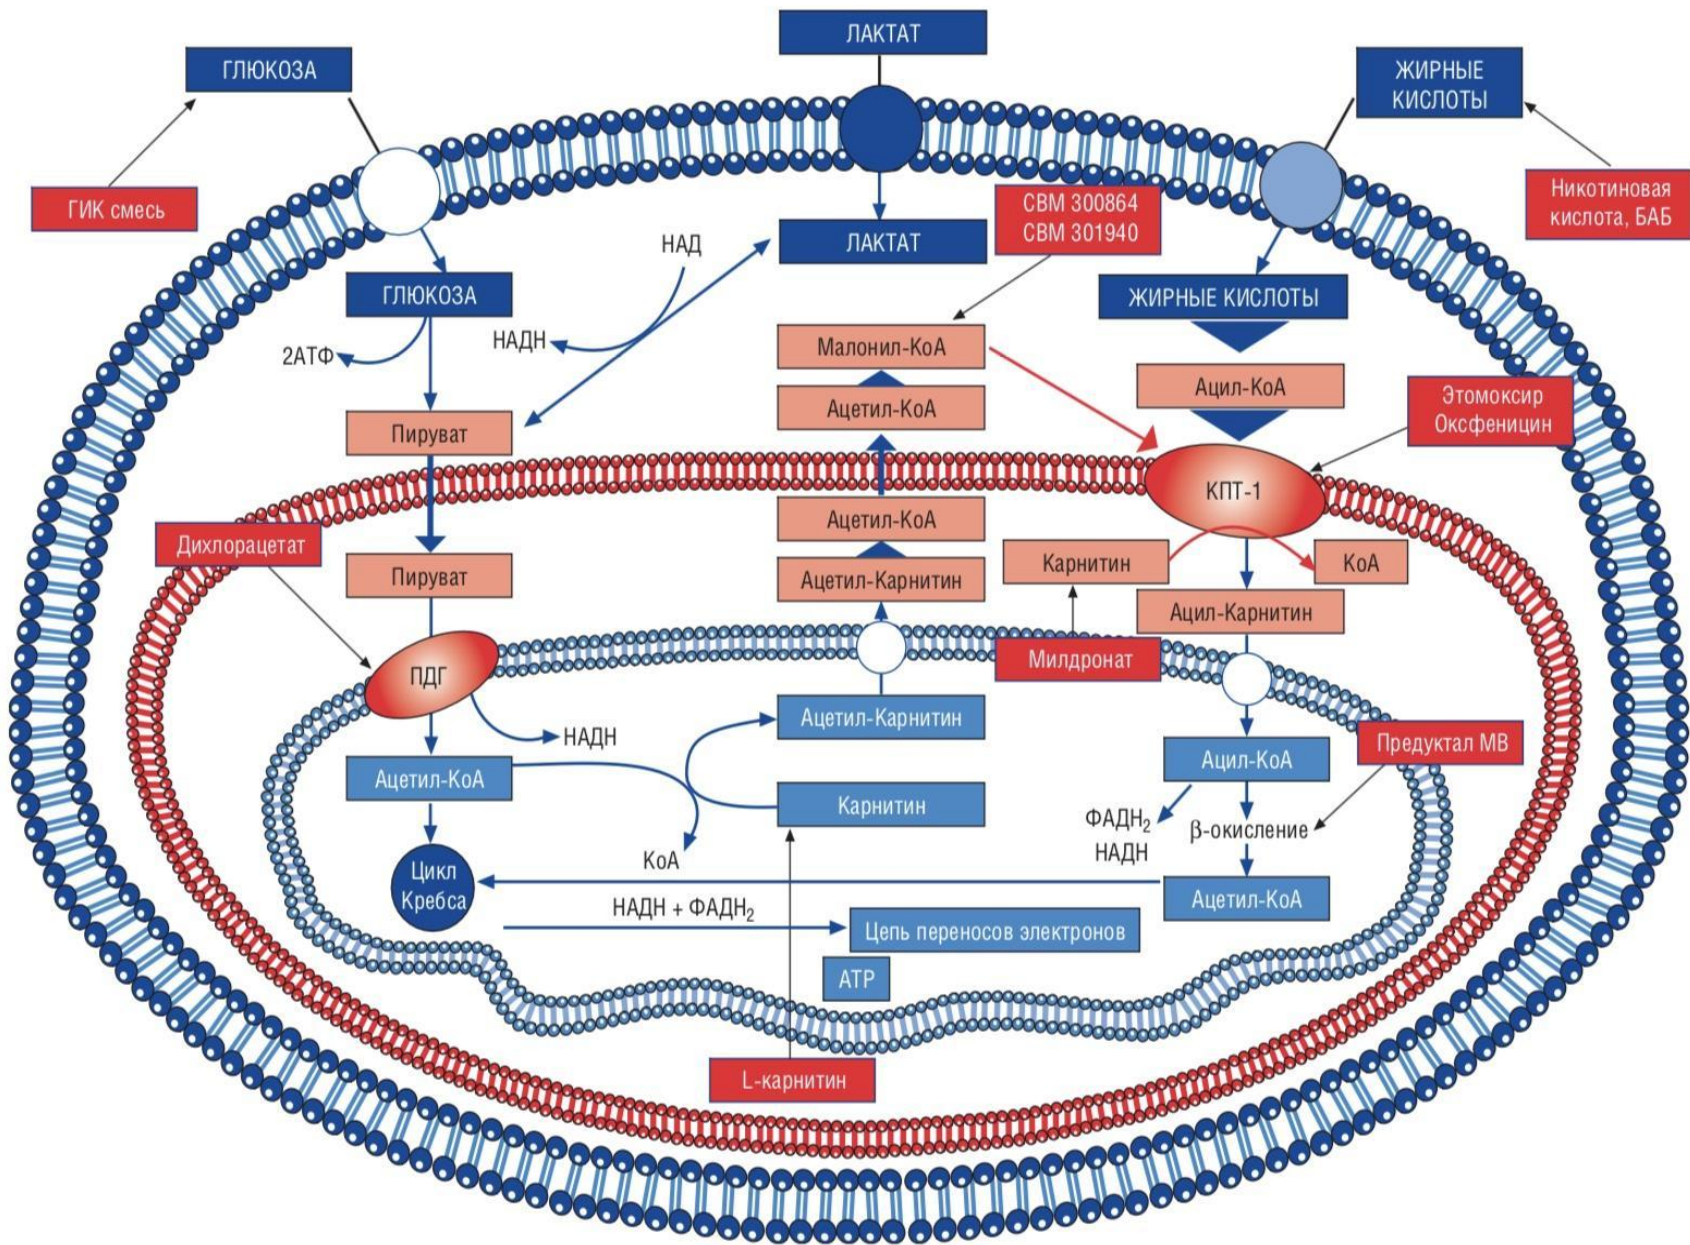 ЛАКТАТ
ГЛЮКОЗА
ЖИРНЫЕ
КИСЛОТЫ
ГИК смесь
СВМ 300864
СВМ 301940
Никотиновая
кислота, БАБ
НАД
ЛАКТАТ
ГЛЮКОЗА
ЖИРНЫЕ КИСЛОТЫ
2АТФ
НАДН
Малонил-КоА
Ацил-КоА
Ацетил-КоА
Этомоксир
Оксфеницин
Пируват
КПТ-1
Ацетил-КоА
Дихлорацетат
Карнитин
КоА
Пируват
Ацетил-Карнитин
Ацил-Карнитин
Милдронат
ПДГ
Ацетил-Карнитин
НАДН
Предуктал МВ
Ацил-КоА
Ацетил-КоА
Карнитин
ФАДН₂
НАДН
β-окисление
КоА
Цикл
Кребса
Ацетил-КоА
НАДН + ФАДН₂
Цепь переносов электронов
АТР
L-карнитин